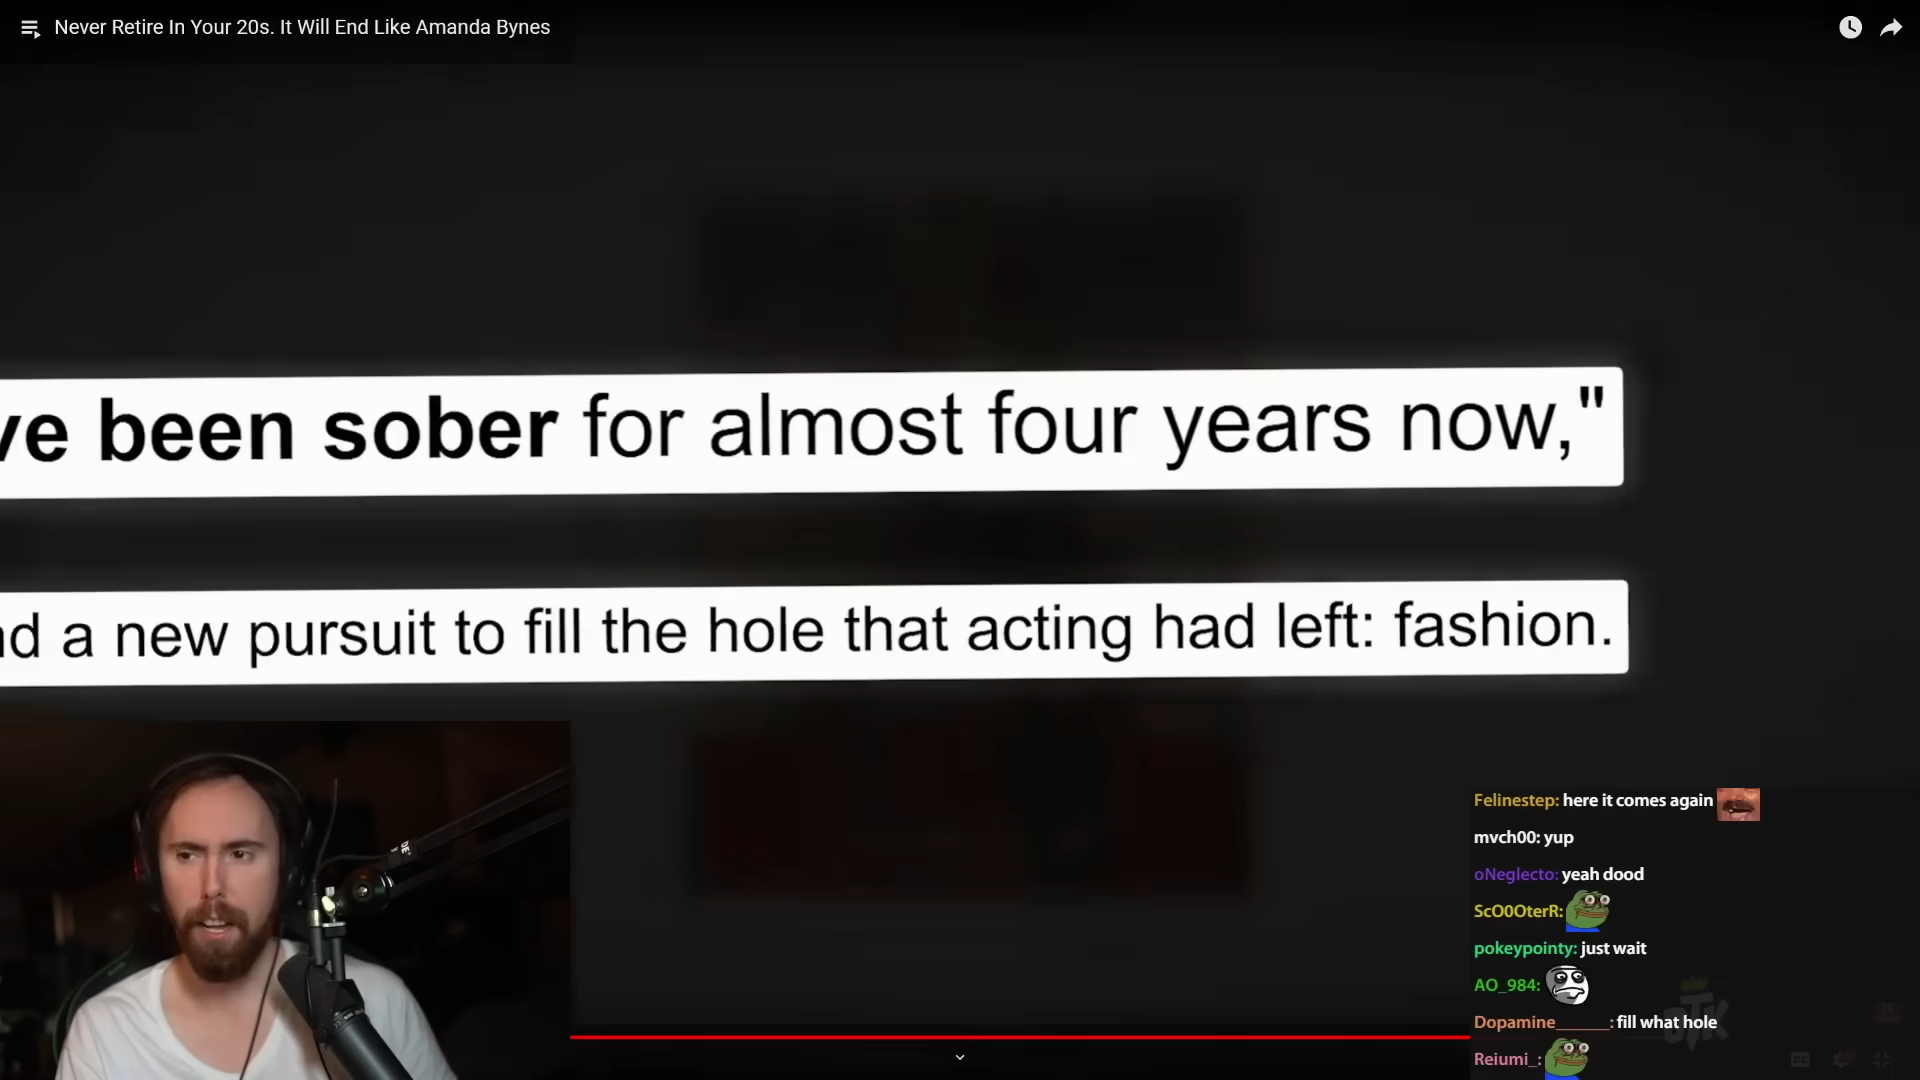 Never Retire In Your 20s. It Will End Like Amanda Bynes
ve been sober for almost four years now,"
nd a new pursuit to fill the hole that acting had left: fashion.
Felinestep: here it comes again
mvch00: yup
oNeglecto: yeah dood
ScO0OterR:
pokeypointy: just wait
AO_984:
Dopamine______: fill what hole
Reiumi_: